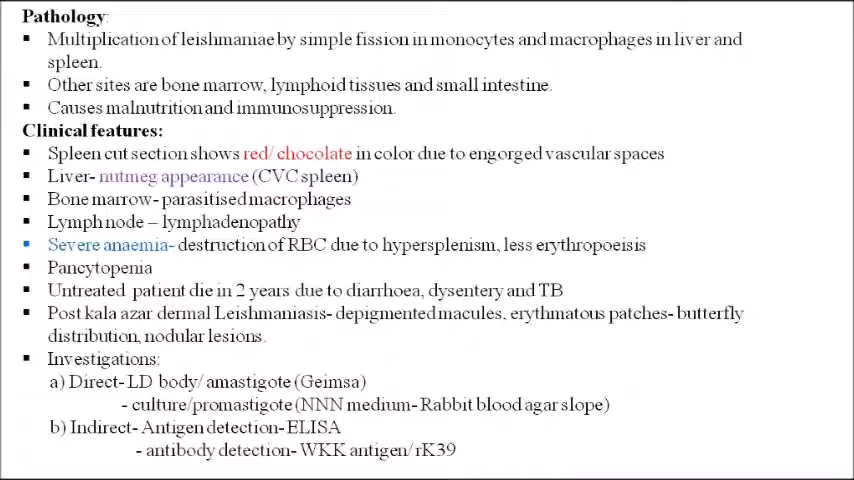 Pathology:
▪ Multiplication of leishmaniae by simple fission in monocytes and macrophages in liver and
spleen.
▪ Other sites are bone marrow, lymphoid tissues and small intestine.
▪ Causes malnutrition and immunosuppression.
Clinical features:
▪ Spleen cut section shows red/ chocolate in color due to engorged vascular spaces
▪ Liver- nutmeg appearance (CVC spleen)
▪ Bone marrow- parasitised macrophages
▪ Lymph node – lymphadenopathy
▪ Severe anaemia- destruction of RBC due to hypersplenism, less erythropoeisis
▪ Pancytopenia
▪ Untreated patient die in 2 years due to diarrhoea, dysentery and TB
▪ Post kala azar dermal Leishmaniasis- depigmented macules, erythmatous patches- butterfly
distribution, nodular lesions.
▪ Investigations:
a) Direct- LD body/ amastigote (Geimsa)
- culture/promastigote (NNN medium- Rabbit blood agar slope)
b) Indirect- Antigen detection- ELISA
- antibody detection- WKK antigen/ rK39